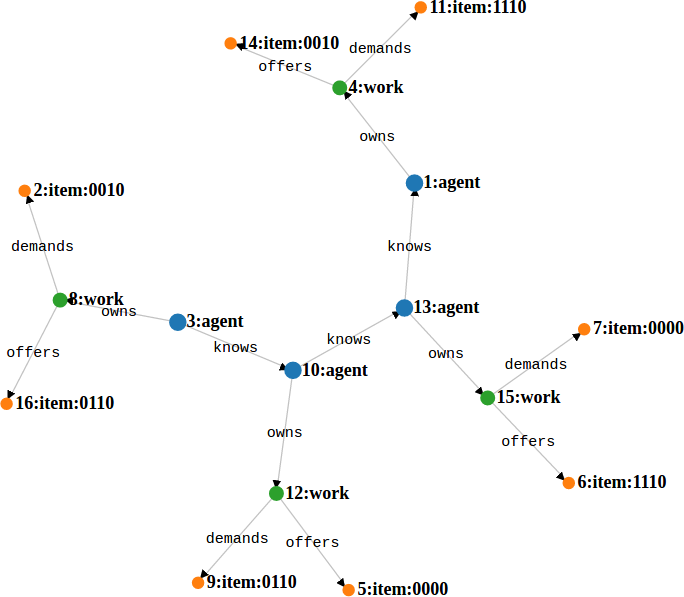 11:item:1110
14:item:0010
demands
offers
4:work
owns
1:agent
2:item:0010
demands
knows
8:work
owns
3:agent
13:agent
7:item:0000
knows
knows
owns
offers
demands
10:agent
15:work
16:item:0110
owns
offers
6:item:1110
12:work
demands
offers
9:item:0110
5:item:0000